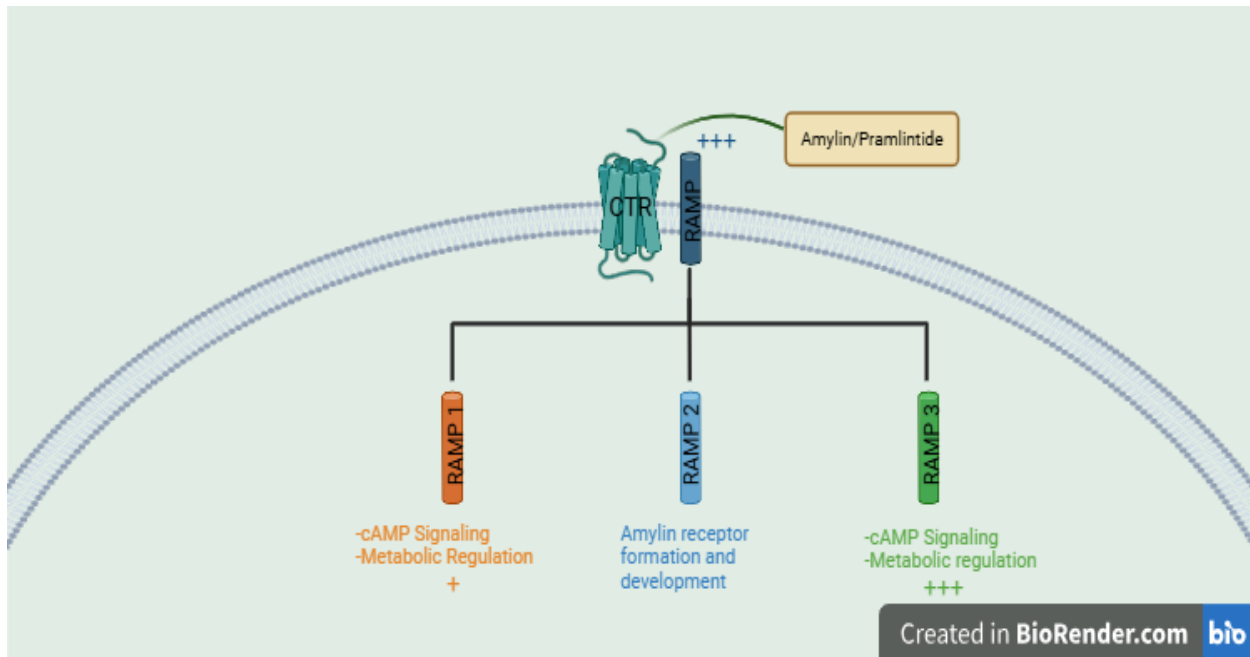 +++
Amylin/Pramlintide
CTR
RAMP
RAMP 1
RAMP 2
RAMP 3
-cAMP Signaling
-Metabolic Regulation
+
Amylin receptor
formation and
development
-cAMP Signaling
-Metabolic regulation
+++
Created in BioRender.com bio